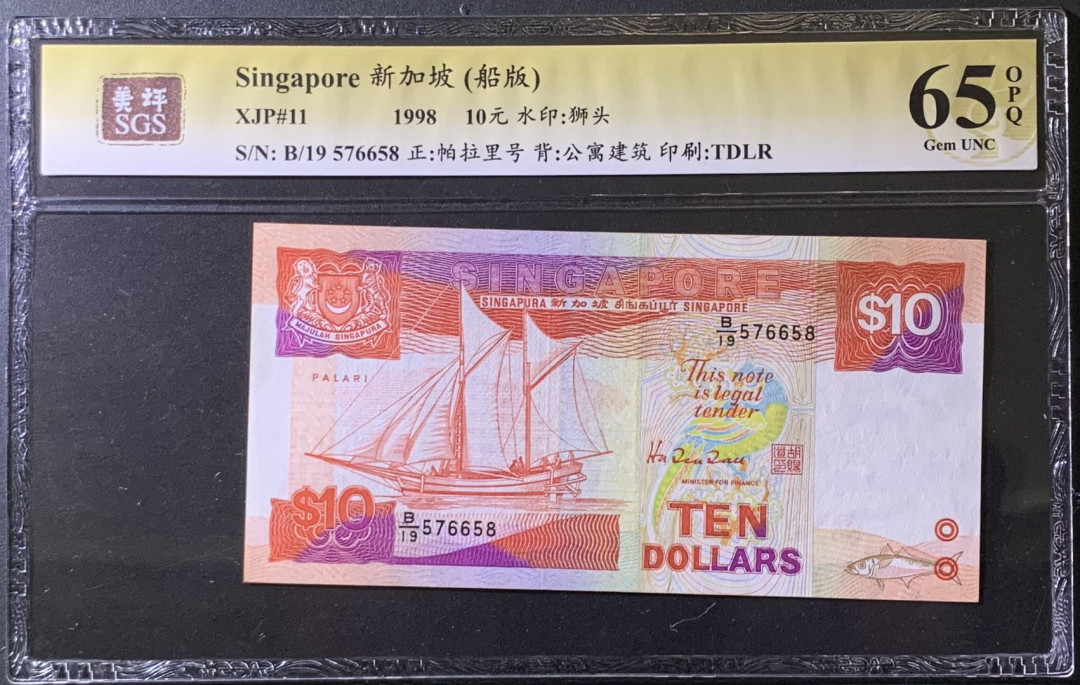 美评
SGS
Singapore 新加坡 (船版)
XJP#11 1998 10元 水印:狮头
S/N: B/19 576658 正:帕拉里号 背:公寓建筑 印刷:TDLR
65
OPQ
Gem UNC
SINGAPORE
SINGAPURA 新加坡 சிங்கப்பூர் SINGAPORE
MAJULAH SINGAPURA
$10
B/19 576658
PALARI
This note
is legal
tender
MINISTER FOR FINANCE
$10
B/19 576658
TEN
DOLLARS